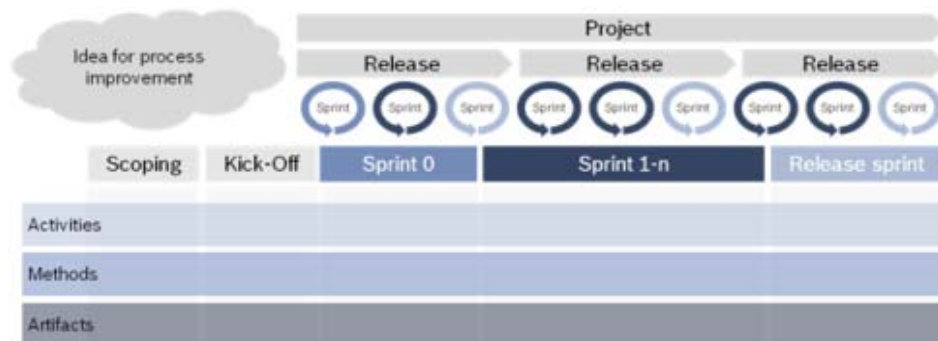 Idea for process
improvement
Project
Release Release Release
Sprint Sprint Sprint Sprint Sprint Sprint Sprint Sprint Sprint
Scoping Kick-Off Sprint 0 Sprint 1-n Release sprint
Activities
Methods
Artifacts